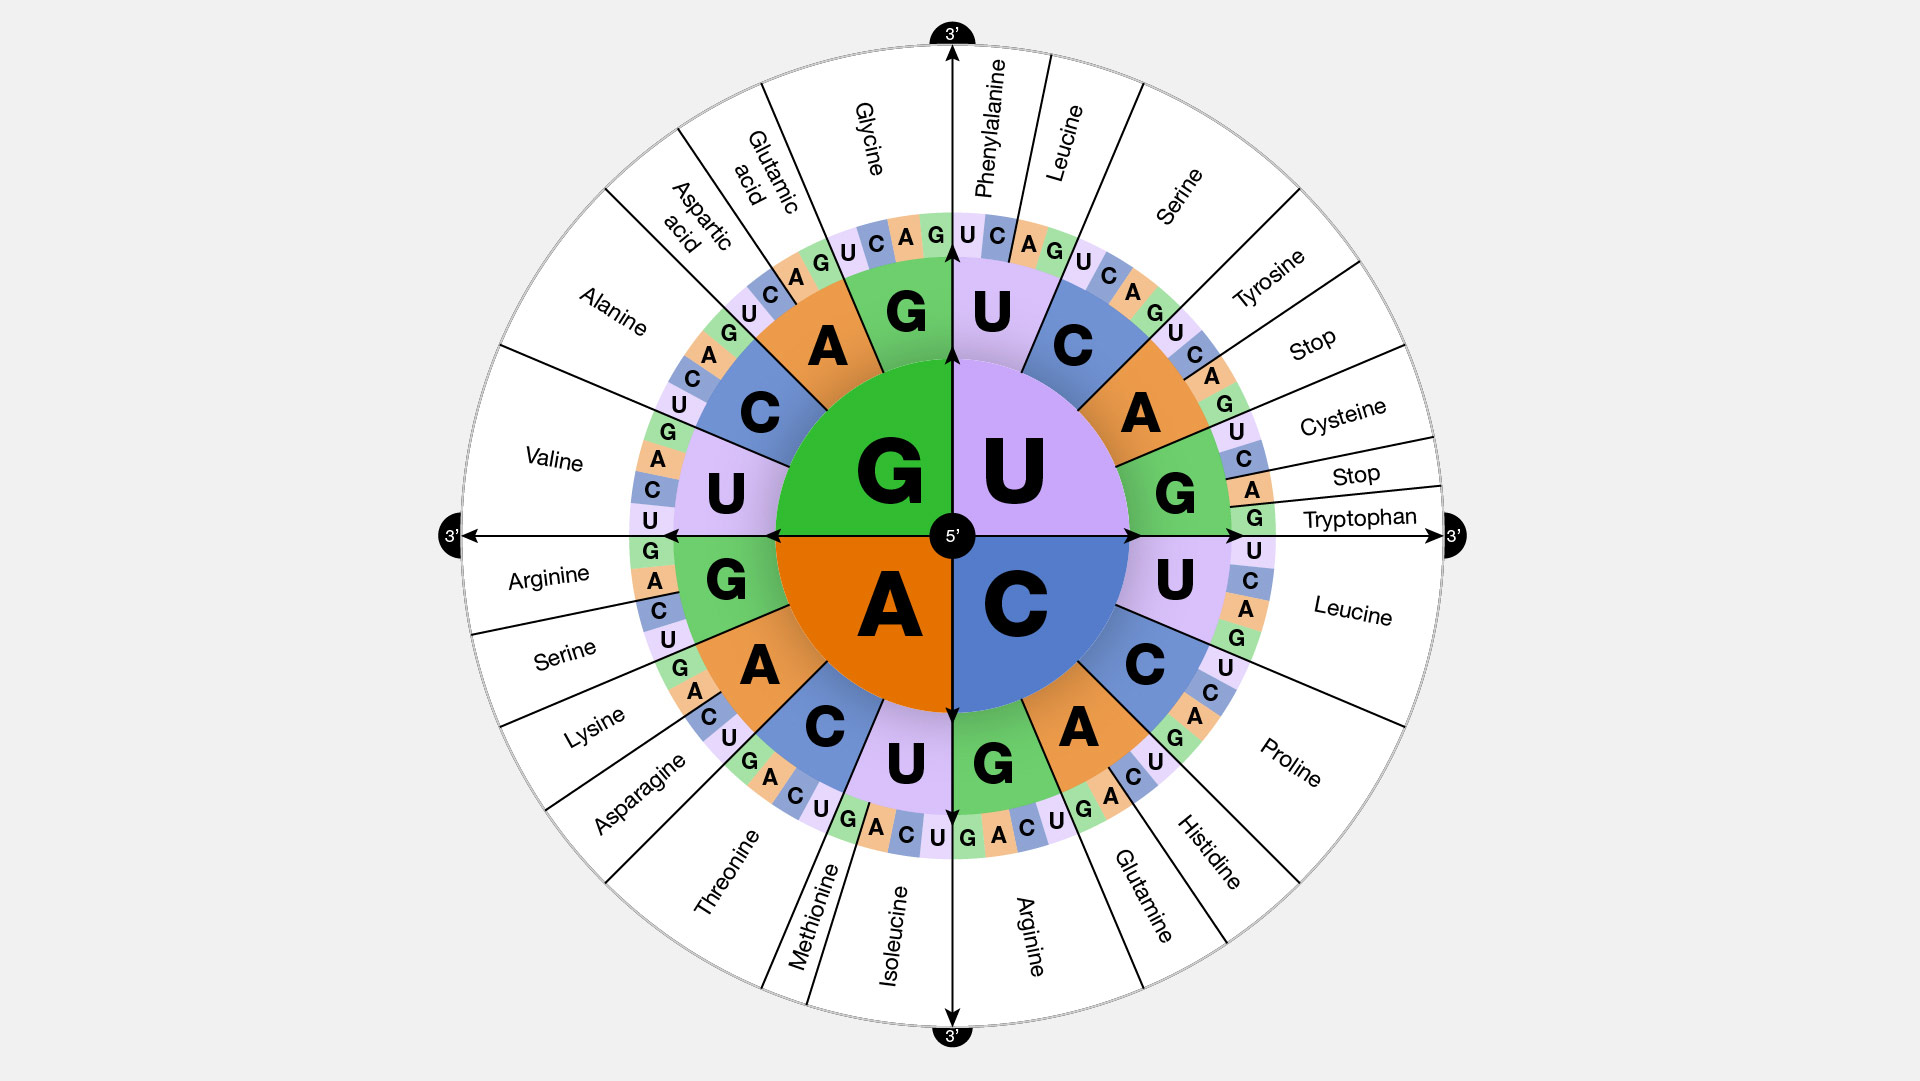 3’
Phenylalanine
Leucine
Serine
Tyrosine
Stop
Cysteine
Stop
Tryptophan
3’
Leucine
Proline
Histidine
Glutamine
Arginine
3’
Isoleucine
Methionine
Threonine
Asparagine
Lysine
Serine
Arginine
3’
Valine
Alanine
Aspartic
acid
Glutamic
acid
Glycine
U C A G U C A G U C A G U C A G
U C A G U C A G U C A G U C A G
U C A G U C A G U C A G U C A G
U C A G U C A G U C A G U C A G
U C A G
U C A G
U C A G
U C A G
G U
5’
A C